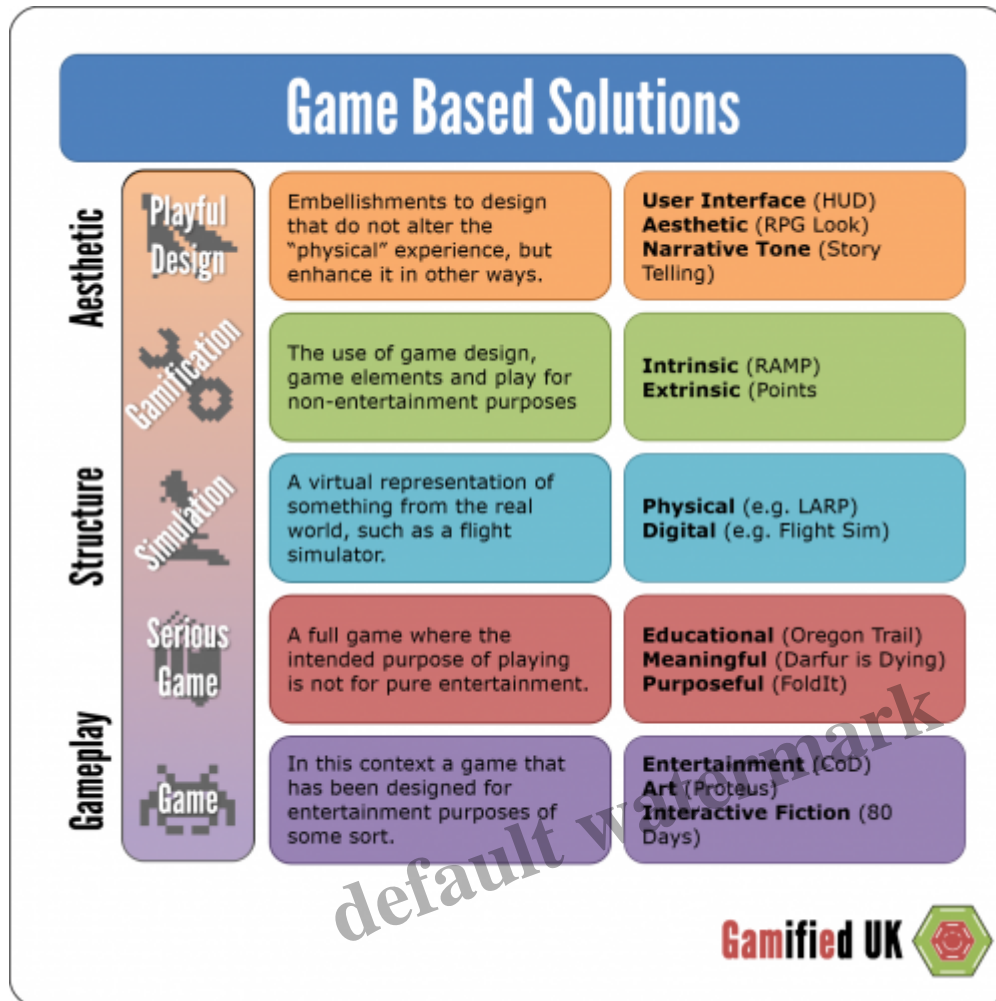 Game Based Solutions
Aesthetic
Playful
Design
Embellishments to design
that do not alter the
“physical” experience, but
enhance it in other ways.
User Interface (HUD)
Aesthetic (RPG Look)
Narrative Tone (Story
Telling)
Gamification
The use of game design,
game elements and play for
non-entertainment purposes
Intrinsic (RAMP)
Extrinsic (Points
Structure
Simulation
A virtual representation of
something from the real
world, such as a flight
simulator.
Physical (e.g. LARP)
Digital (e.g. Flight Sim)
Serious
Game
A full game where the
intended purpose of playing
is not for pure entertainment.
Educational (Oregon Trail)
Meaningful (Darfur is Dying)
Purposeful (FoldIt)
Gameplay
Game
In this context a game that
has been designed for
entertainment purposes of
some sort.
Entertainment (CoD)
Art (Proteus)
Interactive Fiction (80
Days)
default watermark
Gamified UK